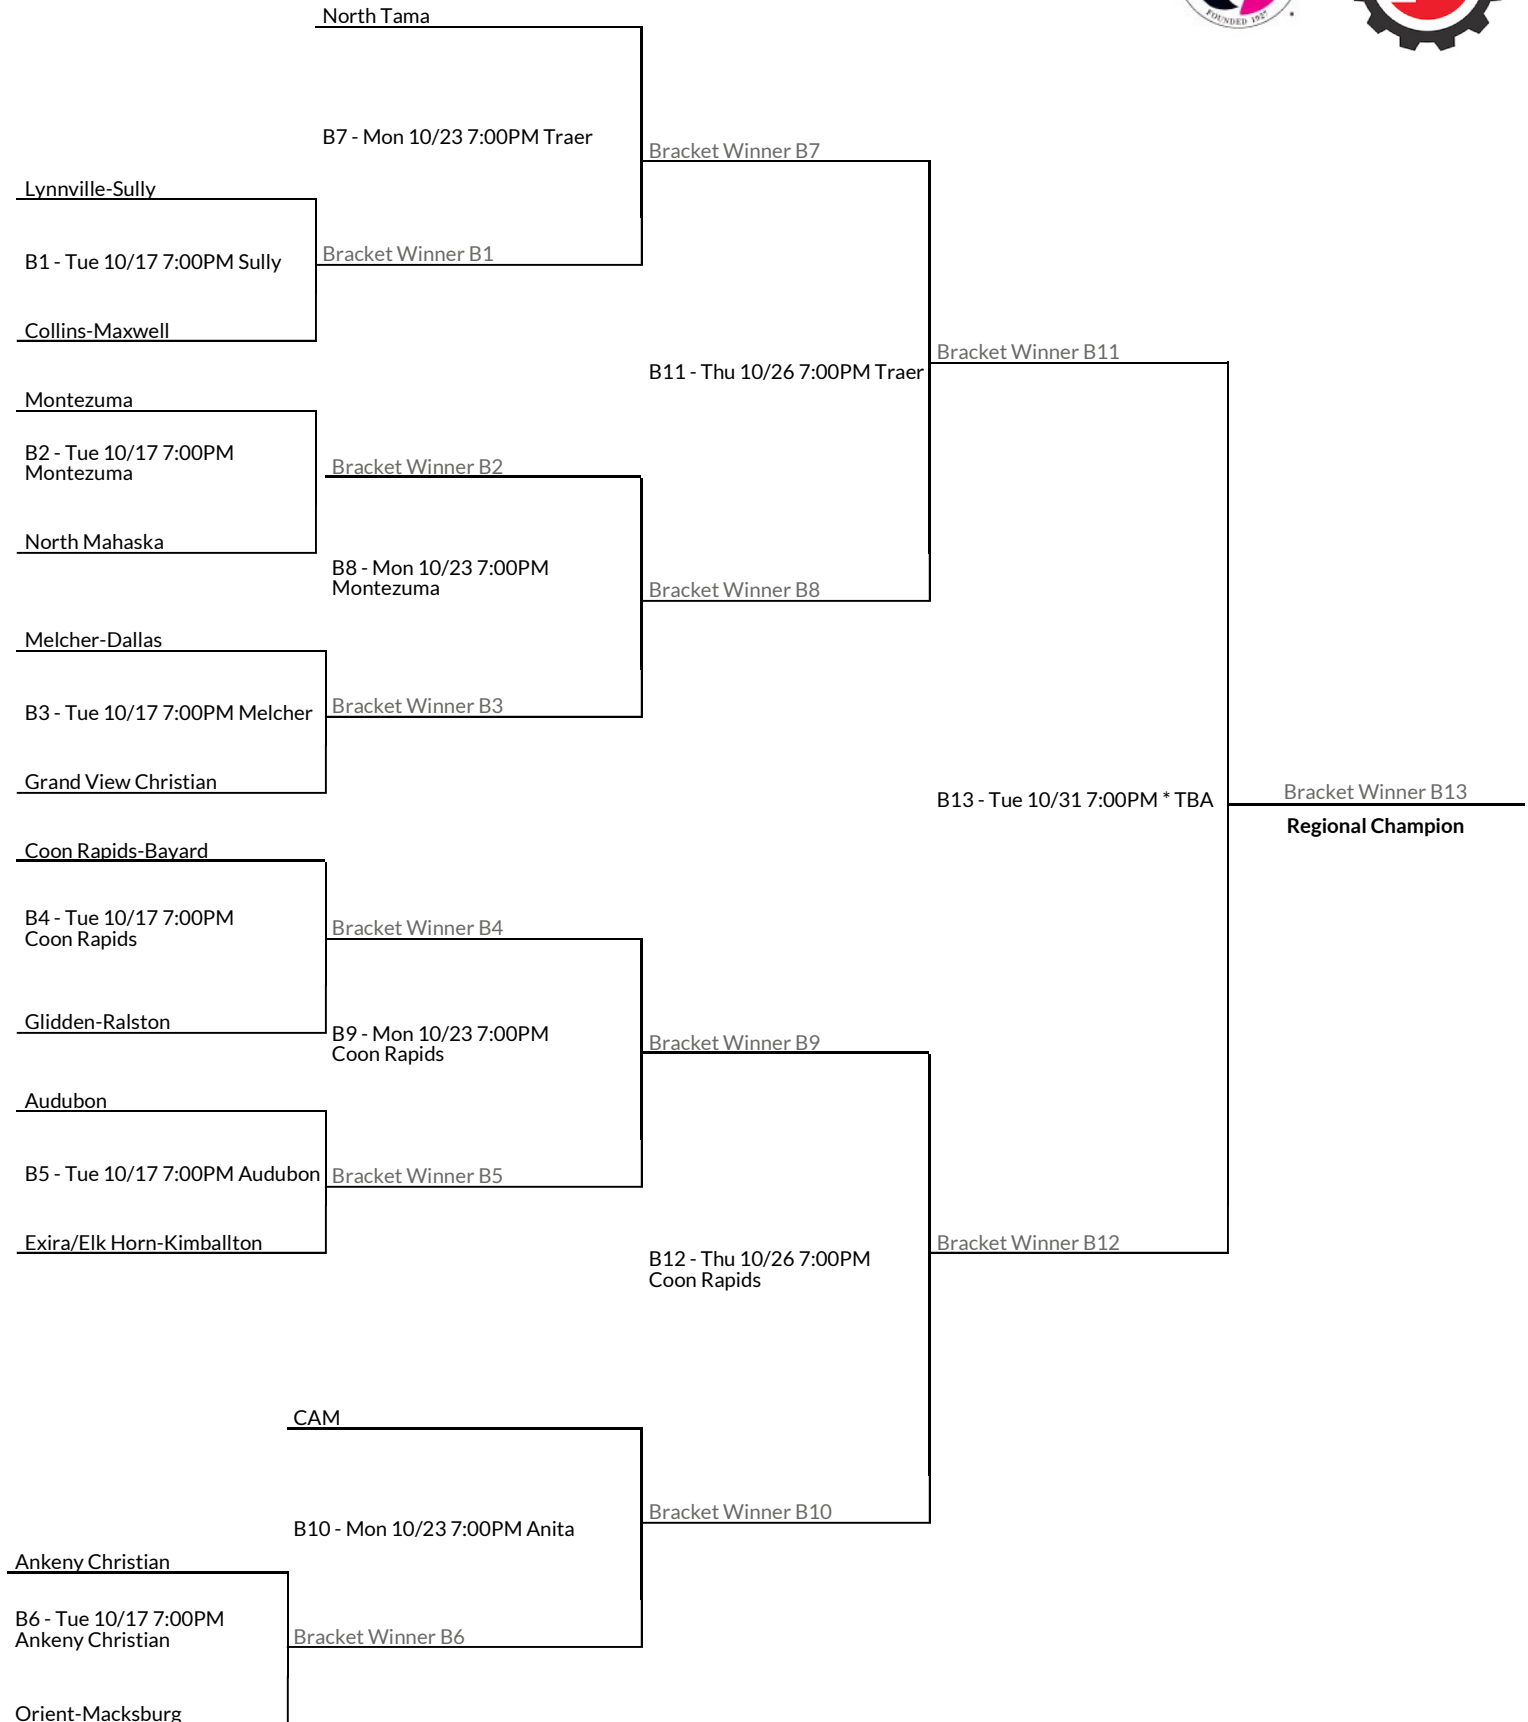 FOUNDED 1927
North Tama
B7 - Mon 10/23 7:00PM Traer
Bracket Winner B7
Lynnville-Sully
B1 - Tue 10/17 7:00PM Sully
Bracket Winner B1
Collins-Maxwell
Bracket Winner B11
B11 - Thu 10/26 7:00PM Traer
Montezuma
B2 - Tue 10/17 7:00PM
Montezuma
Bracket Winner B2
North Mahaska
B8 - Mon 10/23 7:00PM
Montezuma
Bracket Winner B8
Melcher-Dallas
B3 - Tue 10/17 7:00PM Melcher
Bracket Winner B3
Grand View Christian
B13 - Tue 10/31 7:00PM * TBA
Bracket Winner B13
Regional Champion
Coon Rapids-Bayard
B4 - Tue 10/17 7:00PM
Coon Rapids
Bracket Winner B4
Glidden-Ralston
B9 - Mon 10/23 7:00PM
Coon Rapids
Bracket Winner B9
Audubon
B5 - Tue 10/17 7:00PM Audubon
Bracket Winner B5
Exira/Elk Horn-Kimballton
Bracket Winner B12
B12 - Thu 10/26 7:00PM
Coon Rapids
CAM
B10 - Mon 10/23 7:00PM Anita
Bracket Winner B10
Ankeny Christian
B6 - Tue 10/17 7:00PM
Ankeny Christian
Bracket Winner B6
Orient-Macksburg